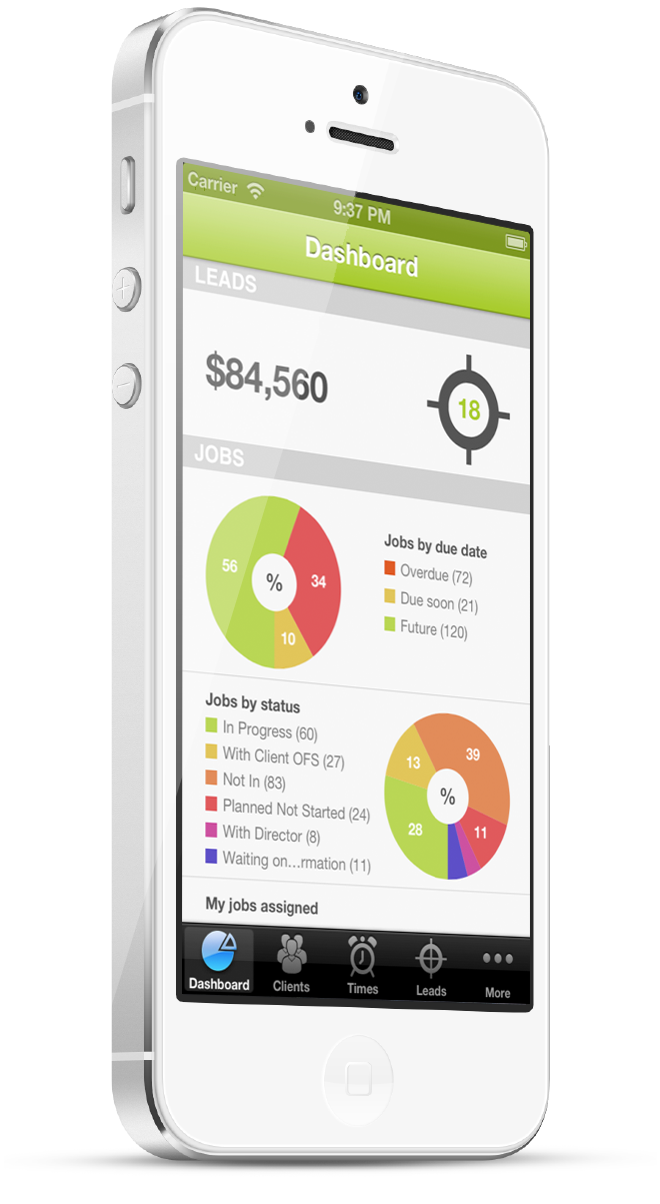 Carrier
9:37 PM
Dashboard
LEADS
$84,560
18
JOBS
56
%
34
10
Jobs by due date
Overdue (72)
Due soon (21)
Future (120)
Jobs by status
In Progress (60)
With Client OFS (27)
Not In (83)
Planned Not Started (24)
With Director (8)
Waiting on...rmation (11)
39
13
%
28
11
My jobs assigned
Dashboard
Clients
Times
Leads
More